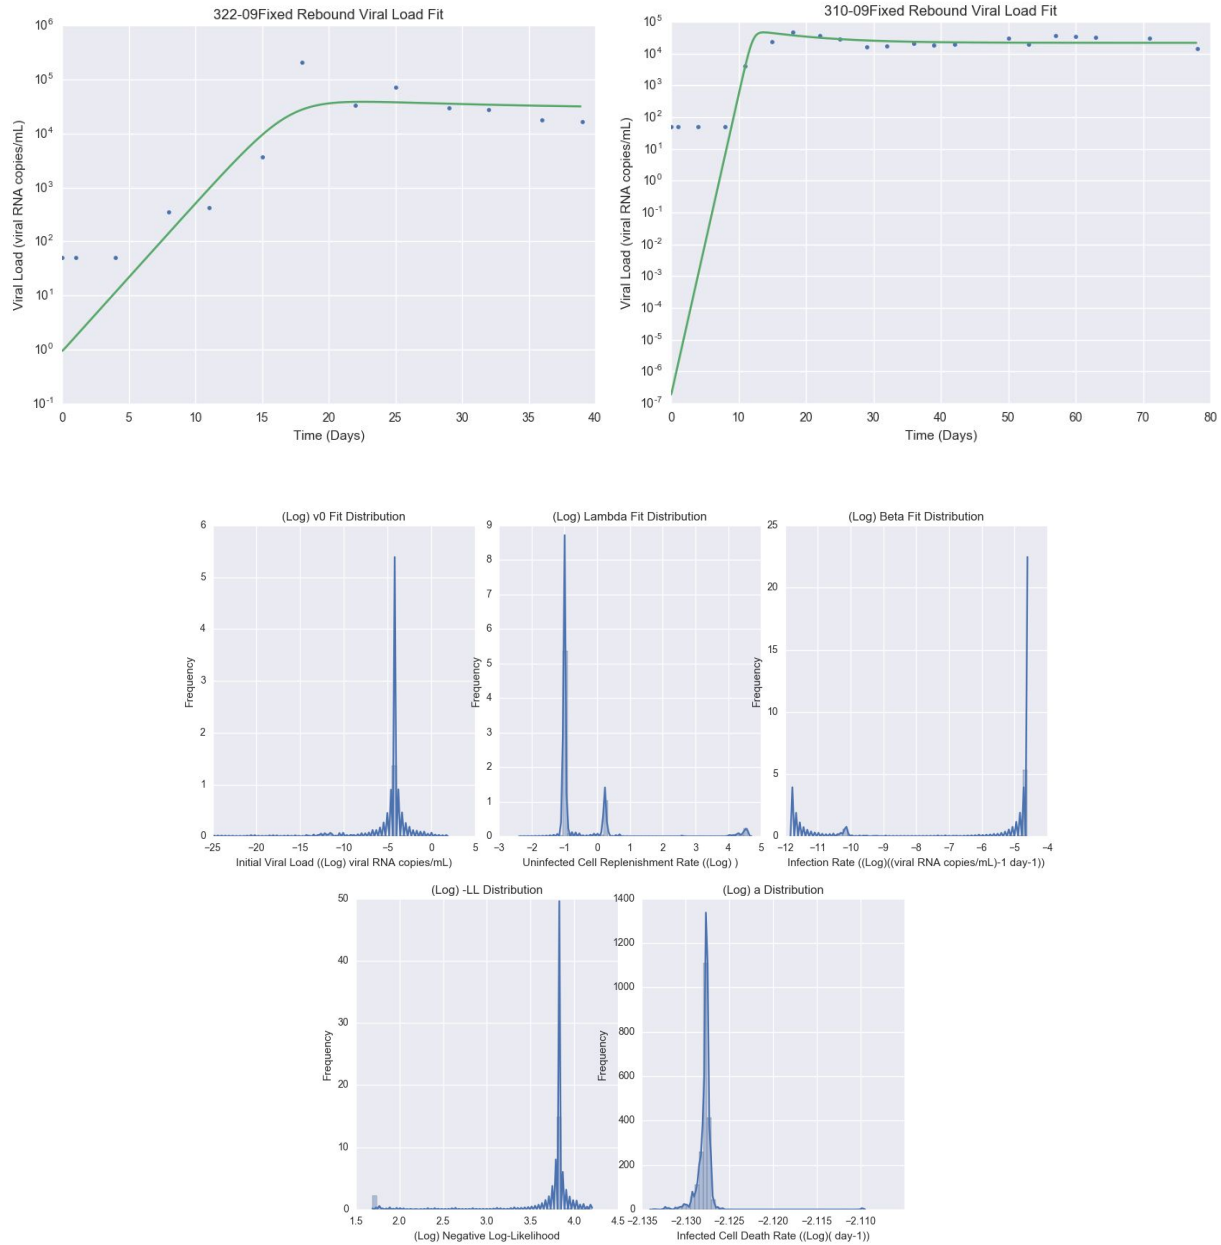 322-09Fixed Rebound Viral Load Fit
Viral Load (viral RNA copies/mL)
10^6
10^5
10^4
10^3
10^2
10^1
10^0
10^-1
0 5 10 15 20 25 30 35 40
Time (Days)
310-09Fixed Rebound Viral Load Fit
Viral Load (viral RNA copies/mL)
10^5
10^4
10^3
10^2
10^1
10^0
10^-1
10^-2
10^-3
10^-4
10^-5
10^-6
10^-7
0 10 20 30 40 50 60 70 80
Time (Days)
(Log) v0 Fit Distribution
Frequency
6
5
4
3
2
1
0
−25 −20 −15 −10 −5 0 5
Initial Viral Load ((Log) viral RNA copies/mL)
(Log) Lambda Fit Distribution
Frequency
9
8
7
6
5
4
3
2
1
0
−3 −2 −1 0 1 2 3 4 5
Uninfected Cell Replenishment Rate ((Log) )
(Log) Beta Fit Distribution
Frequency
25
20
15
10
5
0
−12 −11 −10 −9 −8 −7 −6 −5 −4
Infection Rate ((Log)((viral RNA copies/mL)-1 day-1))
(Log) -LL Distribution
Frequency
50
40
30
20
10
0
1.5 2.0 2.5 3.0 3.5 4.0 4.5
(Log) Negative Log-Likelihood
(Log) a Distribution
Frequency
1400
1200
1000
800
600
400
200
0
−2.135 −2.130 −2.125 −2.120 −2.115 −2.110
Infected Cell Death Rate ((Log)( day-1))